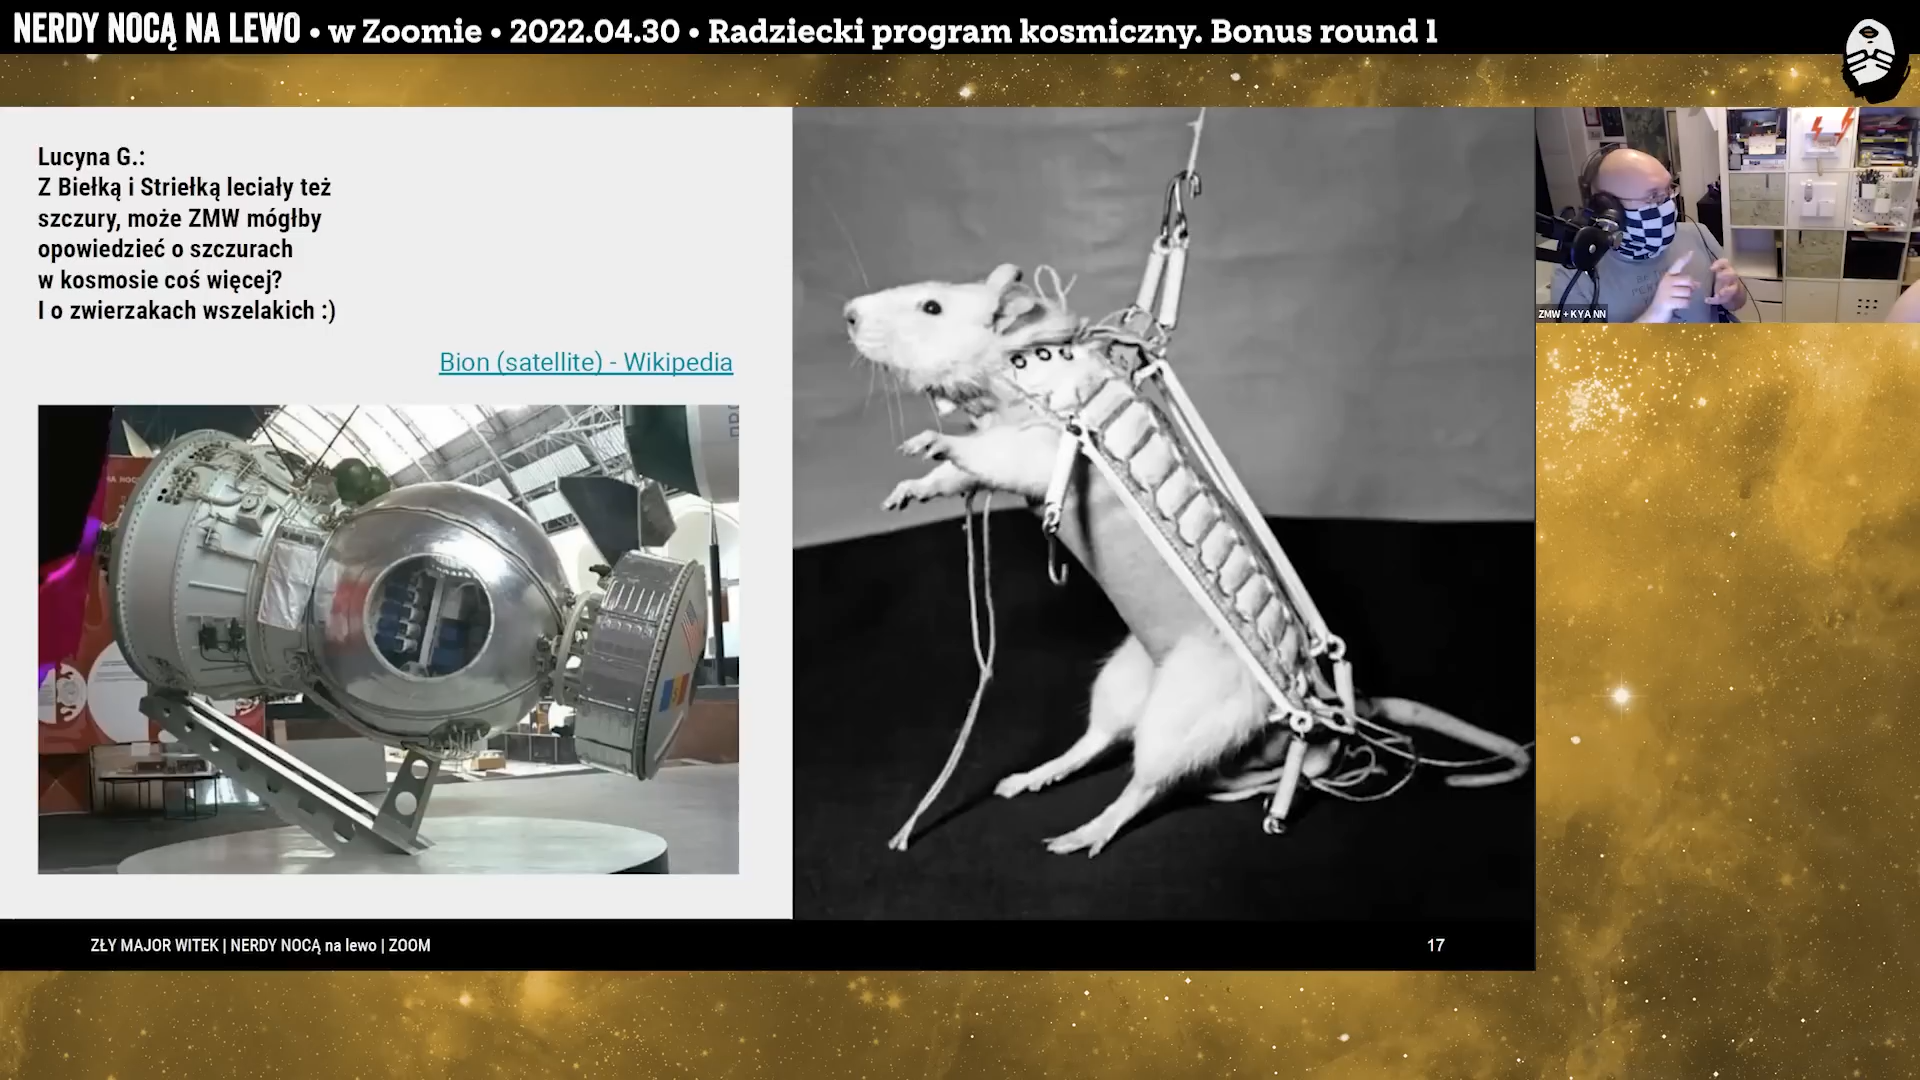 NERDY NOCĄ NA LEWO • w Zoomie • 2022.04.30 • Radziecki program kosmiczny. Bonus round 1
Lucyna G.:
Z Biełką i Striełką leciały też
szczury, może ZMW mógłby
opowiedzieć o szczurach
w kosmosie coś więcej?
I o zwierzakach wszelakich :)
Bion (satellite) - Wikipedia
ZMW + KYA NN
ZŁY MAJOR WITEK | NERDY NOCĄ na lewo | ZOOM
17